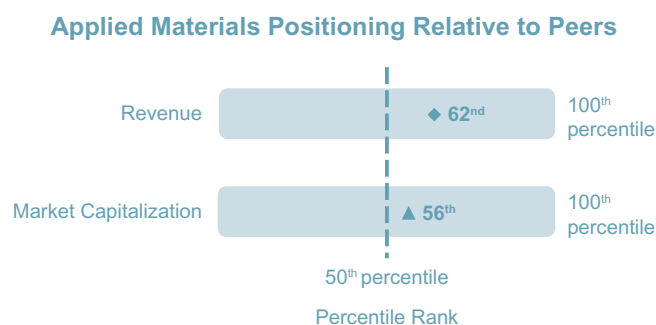 Applied Materials Positioning Relative to Peers
Revenue
62nd
100th
percentile
Market Capitalization
56th
100th
percentile
50th percentile
Percentile Rank